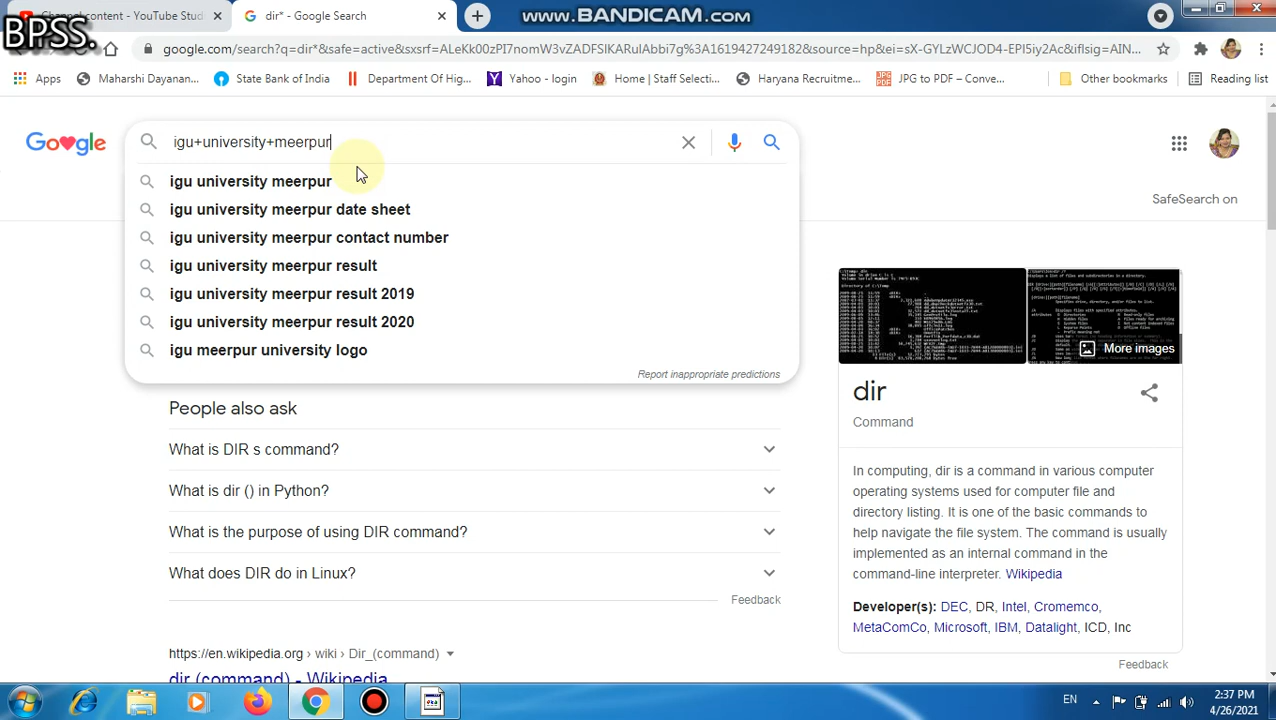 Channel content - YouTube Stud
dir* - Google Search
WWW.BANDICAM.COM
BPSS.
google.com/search?q=dir*&safe=active&sxsrf=ALeKk00zPI7nomW3vZADFSlKARulAbbi7g%3A1619427249182&source=hp&ei=sX-GYLzWCJOD4-EPl5iy2Ac&iflsig=AIN...
Apps
Maharshi Dayanan...
State Bank of India
Department Of Hig...
Yahoo - login
Home | Staff Selecti...
Haryana Recruitme...
JPG to PDF – Conve...
Other bookmarks
Reading list
Google
igu+university+meerpur
SafeSearch on
igu university meerpur
igu university meerpur date sheet
igu university meerpur contact number
igu university meerpur result
igu university meerpur result 2019
igu university meerpur result 2020
igu meerpur university logo
Report inappropriate predictions
More images
dir
Command
In computing, dir is a command in various computer
operating systems used for computer file and
directory listing. It is one of the basic commands to
help navigate the file system. The command is usually
implemented as an internal command in the
command-line interpreter. Wikipedia
Developer(s): DEC, DR, Intel, Cromemco,
MetaComCo, Microsoft, IBM, Datalight, ICD, Inc
Feedback
People also ask
What is DIR s command?
What is dir () in Python?
What is the purpose of using DIR command?
What does DIR do in Linux?
Feedback
https://en.wikipedia.org › wiki › Dir_(command)
dir (command) - Wikipedia
EN
2:37 PM
4/26/2021